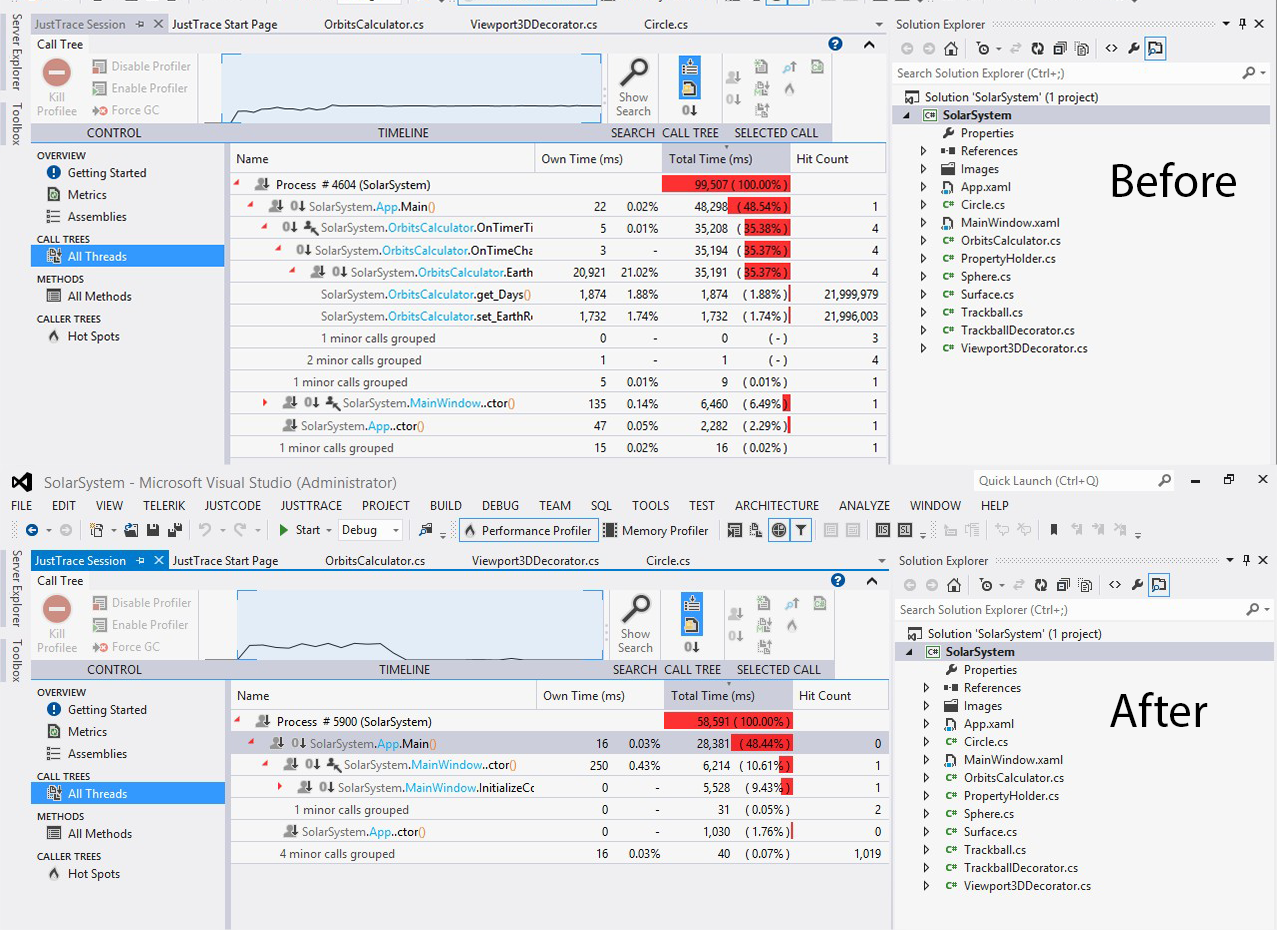 JustTrace Session JustTrace Start Page OrbitsCalculator.cs Viewport3DDecorator.cs Circle.cs
Server Explorer
Toolbox
Call Tree
Kill Profilee
Disable Profiler
Enable Profiler
Force GC
Show Search
CONTROL TIMELINE SEARCH CALL TREE SELECTED CALL
OVERVIEW
Getting Started
Metrics
Assemblies
CALL TREES
All Threads
METHODS
All Methods
CALLER TREES
Hot Spots
Name Own Time (ms) Total Time (ms) Hit Count
Process # 4604 (SolarSystem) 99,507 ( 100.00% )
SolarSystem.App.Main() 22 0.02% 48,298 ( 48.54% ) 1
SolarSystem.OrbitsCalculator.OnTimerTi 5 0.01% 35,208 ( 35.38% ) 4
SolarSystem.OrbitsCalculator.OnTimeCha 3 - 35,194 ( 35.37% ) 4
SolarSystem.OrbitsCalculator.Earth 20,921 21.02% 35,191 ( 35.37% ) 4
SolarSystem.OrbitsCalculator.get_Days() 1,874 1.88% 1,874 ( 1.88% ) 21,999,979
SolarSystem.OrbitsCalculator.set_EarthR 1,732 1.74% 1,732 ( 1.74% ) 21,996,003
1 minor calls grouped 0 - 0 ( - ) 3
2 minor calls grouped 1 - 1 ( - ) 4
1 minor calls grouped 5 0.01% 9 ( 0.01% ) 1
SolarSystem.MainWindow..ctor() 135 0.14% 6,460 ( 6.49% ) 1
SolarSystem.App..ctor() 47 0.05% 2,282 ( 2.29% ) 1
1 minor calls grouped 15 0.02% 16 ( 0.02% ) 1
Solution Explorer
Search Solution Explorer (Ctrl+;)
Solution 'SolarSystem' (1 project)
C# SolarSystem
Properties
References
Images
App.xaml
C# Circle.cs
MainWindow.xaml
C# OrbitsCalculator.cs
C# PropertyHolder.cs
C# Sphere.cs
C# Surface.cs
C# Trackball.cs
C# TrackballDecorator.cs
C# Viewport3DDecorator.cs
Before
SolarSystem - Microsoft Visual Studio (Administrator) Quick Launch (Ctrl+Q)
FILE EDIT VIEW TELERIK JUSTCODE JUSTTRACE PROJECT BUILD DEBUG TEAM SQL TOOLS TEST ARCHITECTURE ANALYZE WINDOW HELP
Start Debug Performance Profiler Memory Profiler
JustTrace Session JustTrace Start Page OrbitsCalculator.cs Viewport3DDecorator.cs Circle.cs
Server Explorer
Toolbox
Call Tree
Kill Profilee
Disable Profiler
Enable Profiler
Force GC
Show Search
CONTROL TIMELINE SEARCH CALL TREE SELECTED CALL
OVERVIEW
Getting Started
Metrics
Assemblies
CALL TREES
All Threads
METHODS
All Methods
CALLER TREES
Hot Spots
Name Own Time (ms) Total Time (ms) Hit Count
Process # 5900 (SolarSystem) 58,591 ( 100.00% )
SolarSystem.App.Main() 16 0.03% 28,381 ( 48.44% ) 0
SolarSystem.MainWindow..ctor() 250 0.43% 6,214 ( 10.61% ) 1
SolarSystem.MainWindow.InitializeCo 0 - 5,528 ( 9.43% ) 1
1 minor calls grouped 0 - 31 ( 0.05% ) 2
SolarSystem.App..ctor() 0 - 1,030 ( 1.76% ) 0
4 minor calls grouped 16 0.03% 40 ( 0.07% ) 1,019
Solution Explorer
Search Solution Explorer (Ctrl+;)
Solution 'SolarSystem' (1 project)
C# SolarSystem
Properties
References
Images
App.xaml
C# Circle.cs
MainWindow.xaml
C# OrbitsCalculator.cs
C# PropertyHolder.cs
C# Sphere.cs
C# Surface.cs
C# Trackball.cs
C# TrackballDecorator.cs
C# Viewport3DDecorator.cs
After